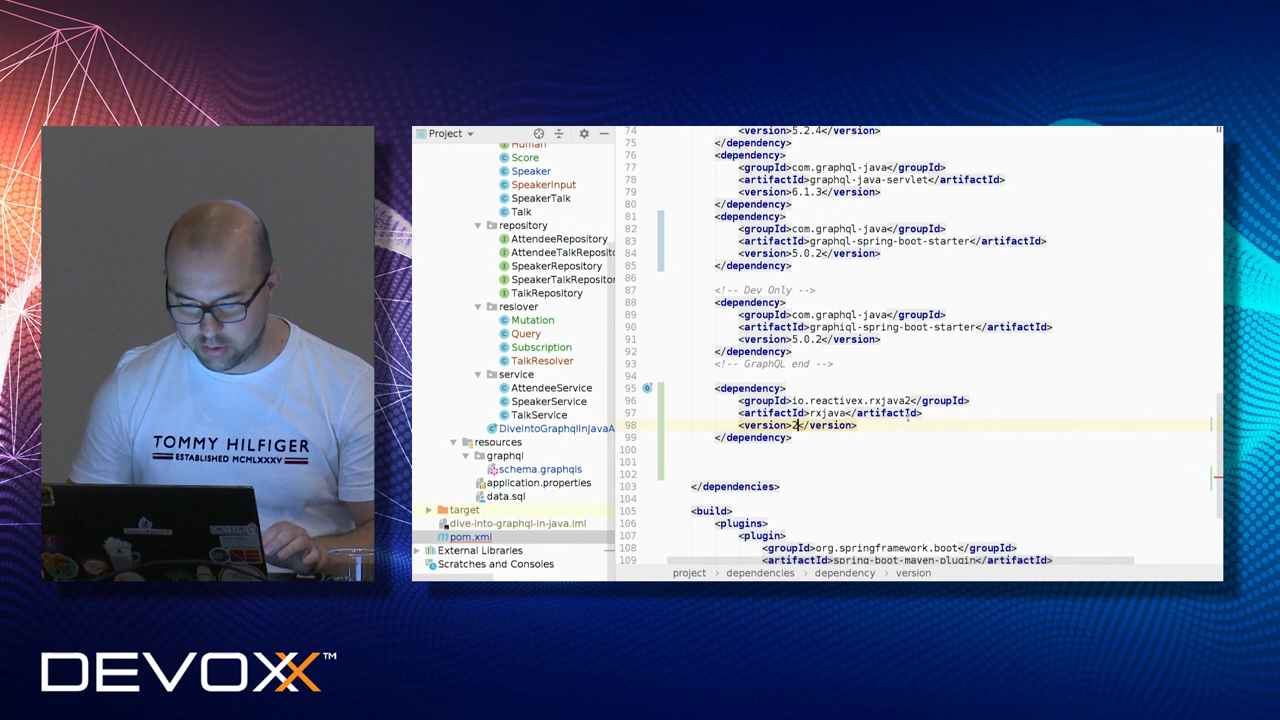 TOMMY HILFIGER
ESTABLISHED MCMLXXXV
DEVOXX™
Project
Human
Score
Speaker
SpeakerInput
SpeakerTalk
Talk
repository
AttendeeRepository
AttendeeTalkReposito
SpeakerRepository
SpeakerTalkRepositor
TalkRepository
reslover
Mutation
Query
Subscription
TalkResolver
service
AttendeeService
SpeakerService
TalkService
DiveIntoGraphqlInJavaA
resources
graphql
schema.graphqls
application.properties
data.sql
target
dive-into-graphql-in-java.iml
pom.xml
External Libraries
Scratches and Consoles
74 <version>5.2.4</version>
75 </dependency>
76 <dependency>
77 <groupId>com.graphql-java</groupId>
78 <artifactId>graphql-java-servlet</artifactId>
79 <version>6.1.3</version>
80 </dependency>
81 <dependency>
82 <groupId>com.graphql-java</groupId>
83 <artifactId>graphql-spring-boot-starter</artifactId>
84 <version>5.0.2</version>
85 </dependency>
86
87 <!-- Dev Only -->
88 <dependency>
89 <groupId>com.graphql-java</groupId>
90 <artifactId>graphiql-spring-boot-starter</artifactId>
91 <version>5.0.2</version>
92 </dependency>
93 <!-- GraphQL end -->
94
95 <dependency>
96 <groupId>io.reactivex.rxjava2</groupId>
97 <artifactId>rxjava</artifactId>
98 <version>2</version>
99 </dependency>
100
101
102
103 </dependencies>
104
105 <build>
106 <plugins>
107 <plugin>
108 <groupId>org.springframework.boot</groupId>
109 <artifactId>spring-boot-maven-plugin</artifactId>
project > dependencies > dependency > version